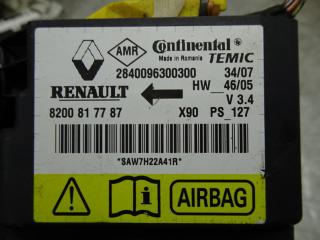 AMR
Continental
Made in Romania
TEMIC
2840096300300
34/07
RENAULT
HW_46/05
V 3.4
8200 81 77 87
X90 PS_127
*SAW7H22A41R*
AIRBAG